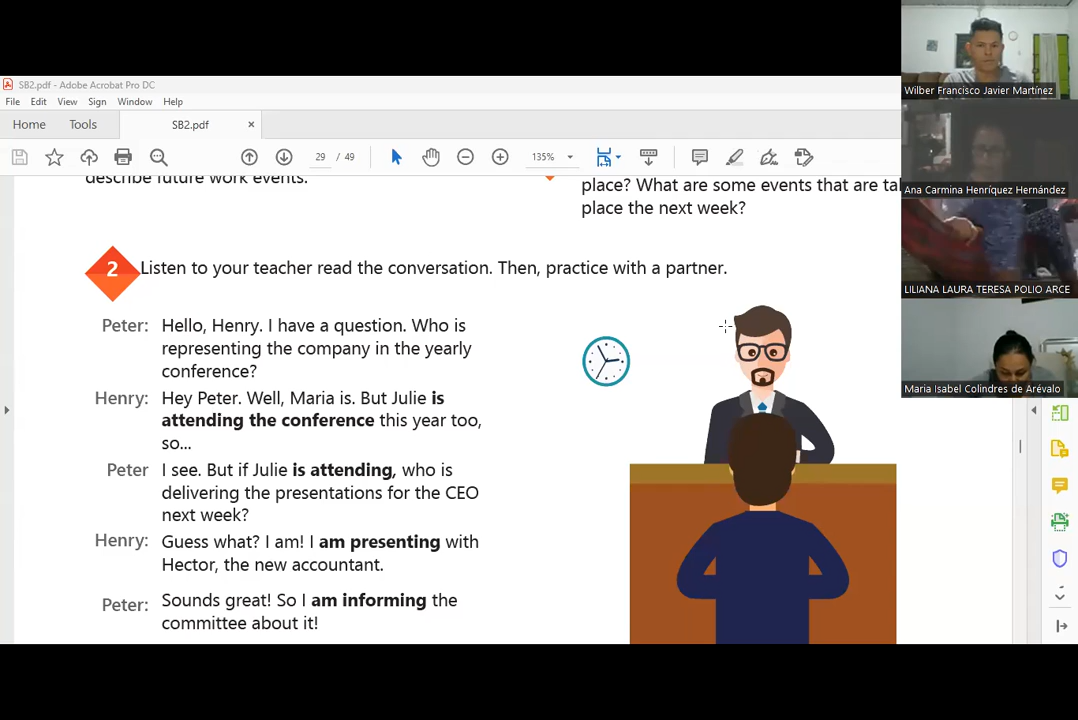 SB2.pdf - Adobe Acrobat Pro DC
File Edit View Sign Window Help
Home Tools SB2.pdf ×
29 / 49 135%
describe future work events.
place? What are some events that are ta
place the next week?
2 Listen to your teacher read the conversation. Then, practice with a partner.
Peter: Hello, Henry. I have a question. Who is
representing the company in the yearly
conference?
Henry: Hey Peter. Well, Maria is. But Julie is
attending the conference this year too,
so...
Peter I see. But if Julie is attending, who is
delivering the presentations for the CEO
next week?
Henry: Guess what? I am! I am presenting with
Hector, the new accountant.
Peter: Sounds great! So I am informing the
committee about it!
Wilber Francisco Javier Martínez
Ana Carmina Henríquez Hernández
LILIANA LAURA TERESA POLIO ARCE
Maria Isabel Colindres de Arévalo